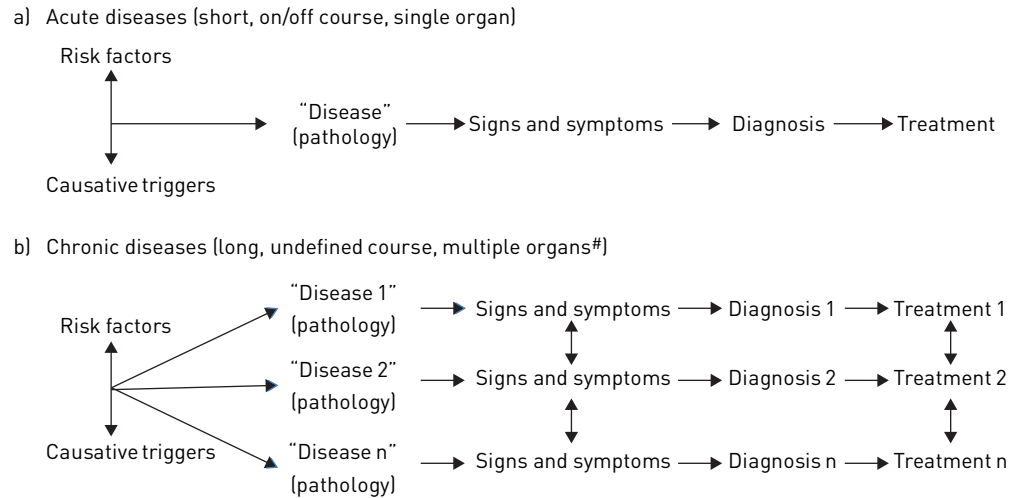 a) Acute diseases (short, on/off course, single organ)
Risk factors
“Disease”
(pathology)
Signs and symptoms
Diagnosis
Treatment
Causative triggers
b) Chronic diseases (long, undefined course, multiple organs#)
Risk factors
Causative triggers
“Disease 1”
(pathology)
Signs and symptoms
Diagnosis 1
Treatment 1
“Disease 2”
(pathology)
Signs and symptoms
Diagnosis 2
Treatment 2
“Disease n”
(pathology)
Signs and symptoms
Diagnosis n
Treatment n